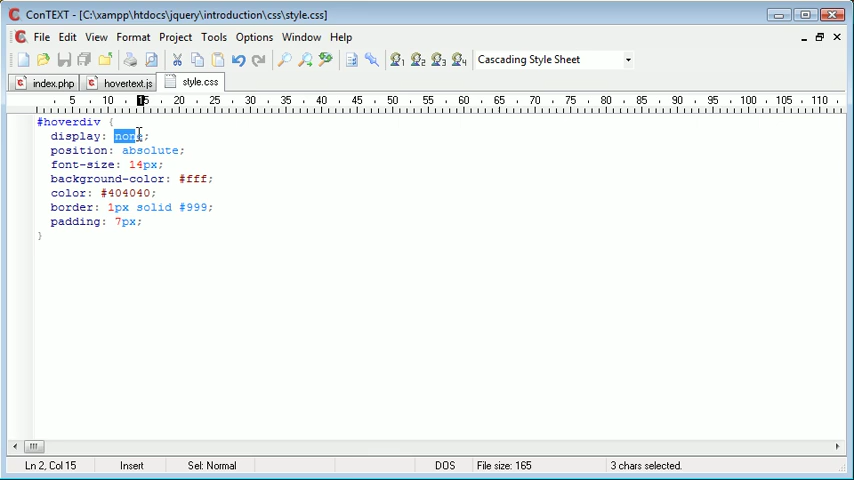 ConTEXT - [C:\xampp\htdocs\jquery\introduction\css\style.css]
File Edit View Format Project Tools Options Window Help
1 2 3 4 Cascading Style Sheet
index.php hovertext.js style.css
5 10 15 20 25 30 35 40 45 50 55 60 65 70 75 80 85 90 95 100 105 110
#hoverdiv {
display: none;
position: absolute;
font-size: 14px;
background-color: #fff;
color: #404040;
border: 1px solid #999;
padding: 7px;
}
Ln 2, Col 15 Insert Sel: Normal DOS File size: 165 3 chars selected.